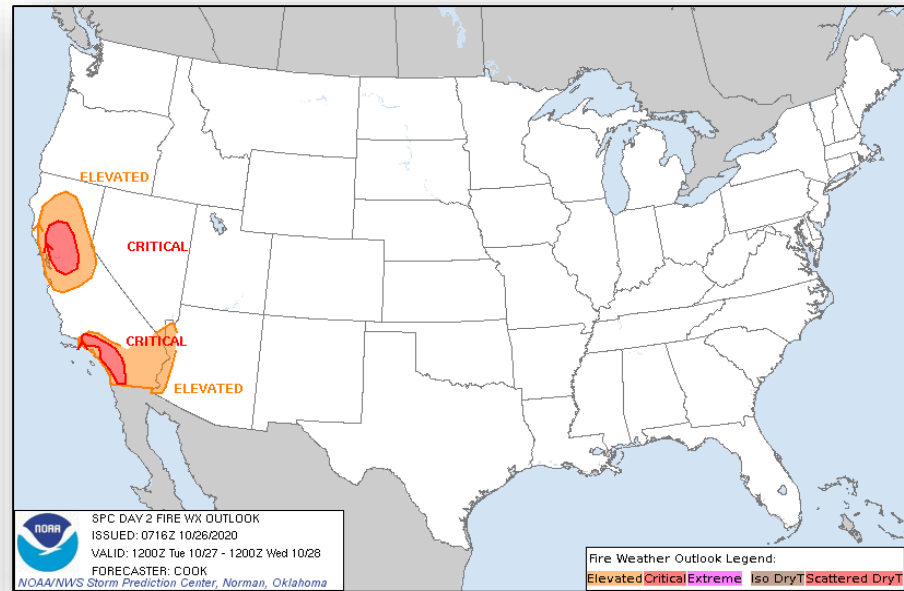 ELEVATED
CRITICAL
CRITICAL
ELEVATED
NOAA
SPC DAY 2 FIRE WX OUTLOOK
ISSUED: 0716Z 10/26/2020
VALID: 1200Z Tue 10/27 - 1200Z Wed 10/28
FORECASTER: COOK
NOAA/NWS Storm Prediction Center, Norman, Oklahoma
Fire Weather Outlook Legend:
Elevated Critical Extreme Iso DryT Scattered DryT